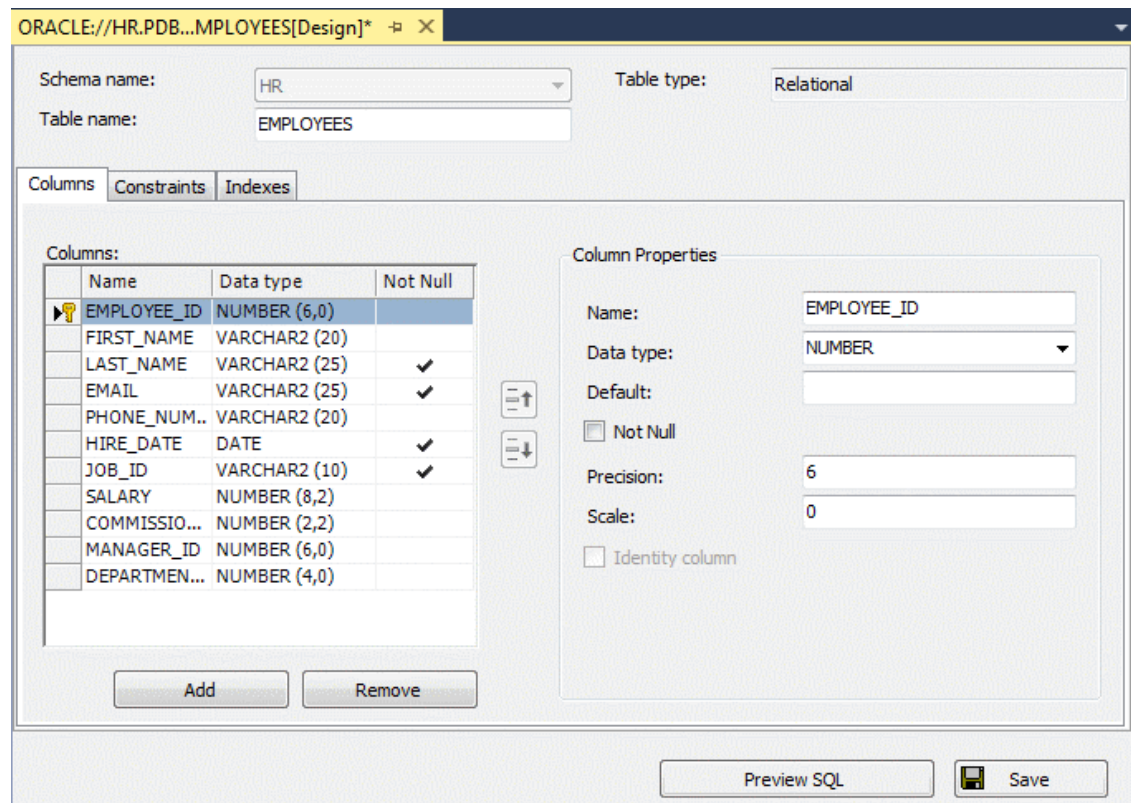 ORACLE://HR.PDB...MPLOYEES[Design]*
Schema name: HR Table type: Relational
Table name: EMPLOYEES
Columns Constraints Indexes
Columns: Column Properties
Name Data type Not Null
EMPLOYEE_ID NUMBER (6,0)
FIRST_NAME VARCHAR2 (20)
LAST_NAME VARCHAR2 (25) ✔
EMAIL VARCHAR2 (25) ✔
PHONE_NUM... VARCHAR2 (20)
HIRE_DATE DATE ✔
JOB_ID VARCHAR2 (10) ✔
SALARY NUMBER (8,2)
COMMISSIO... NUMBER (2,2)
MANAGER_ID NUMBER (6,0)
DEPARTMEN... NUMBER (4,0)
Name: EMPLOYEE_ID
Data type: NUMBER
Default:
Not Null
Precision: 6
Scale: 0
Identity column
Add Remove
Preview SQL Save